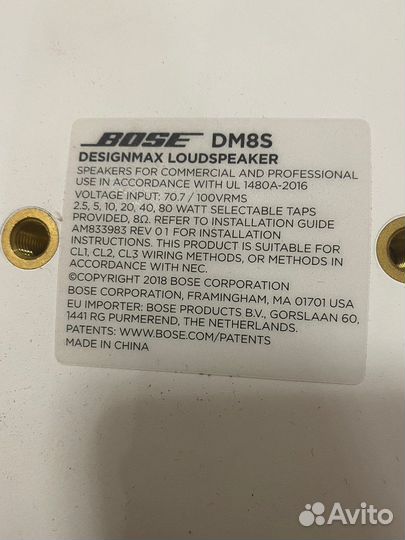 BOSE DM8S
DESIGNMAX LOUDSPEAKER
SPEAKERS FOR COMMERCIAL AND PROFESSIONAL
USE IN ACCORDANCE WITH UL 1480A-2016
VOLTAGE INPUT: 70.7 / 100VRMS
2.5, 5, 10, 20, 40, 80 WATT SELECTABLE TAPS
PROVIDED, 8Ω. REFER TO INSTALLATION GUIDE
AM833983 REV 01 FOR INSTALLATION
INSTRUCTIONS. THIS PRODUCT IS SUITABLE FOR
CL1, CL2, CL3 WIRING METHODS, OR METHODS IN
ACCORDANCE WITH NEC.
©COPYRIGHT 2018 BOSE CORPORATION
BOSE CORPORATION, FRAMINGHAM, MA 01701 USA
EU IMPORTER: BOSE PRODUCTS B.V., GORSLAAN 60,
1441 RG PURMEREND, THE NETHERLANDS.
PATENTS: WWW.BOSE.COM/PATENTS
MADE IN CHINA
Avito